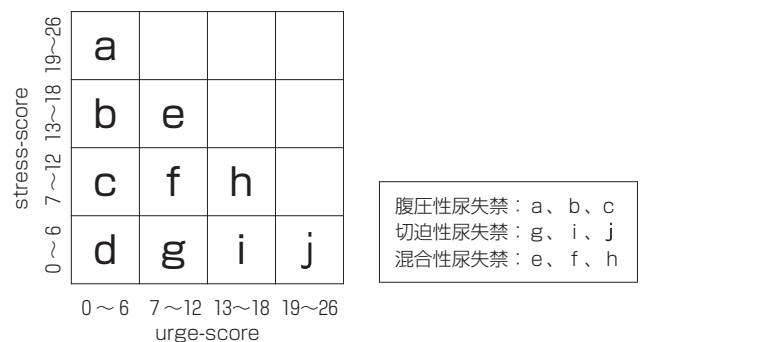 stress-score
19~26
a
13~18
b e
7~12
c f h
0~6
d g i j
0~6 7~12 13~18 19~26
urge-score
腹圧性尿失禁:a、b、c
切迫性尿失禁:g、i、j
混合性尿失禁:e、f、h